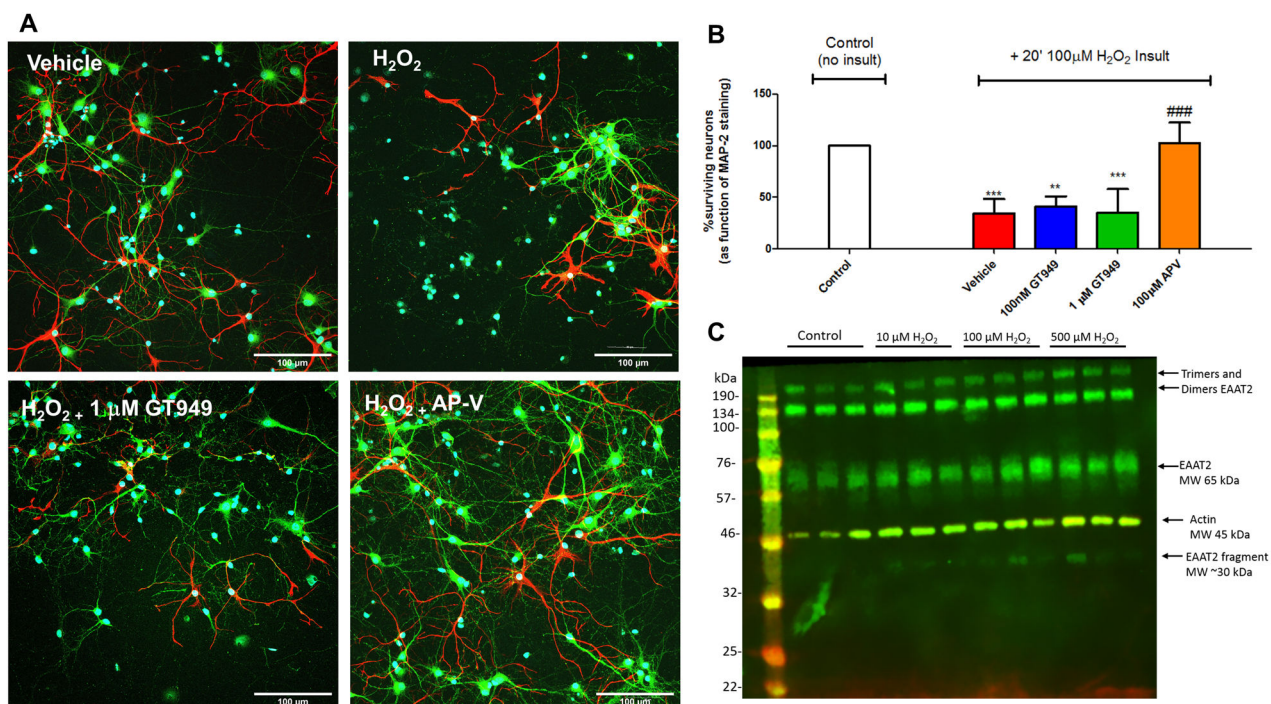 A
Vehicle
H₂O₂
100 µm
100 µm
H₂O₂ + 1 µM GT949
H₂O₂ + AP-V
100 µm
100 µm
B
Control
(no insult)
+ 20' 100µM H₂O₂ Insult
%surviving neurons
(as function of MAP-2 staining)
150
100
50
0
***
**
***
###
Control
Vehicle
100nM GT949
1 µM GT949
100µM APV
C
Control
10 µM H₂O₂
100 µM H₂O₂
500 µM H₂O₂
kDa
190-
134-
100-
76-
57-
46-
32-
25-
22-
Trimers and
Dimers EAAT2
EAAT2
MW 65 kDa
Actin
MW 45 kDa
EAAT2 fragment
MW ~30 kDa